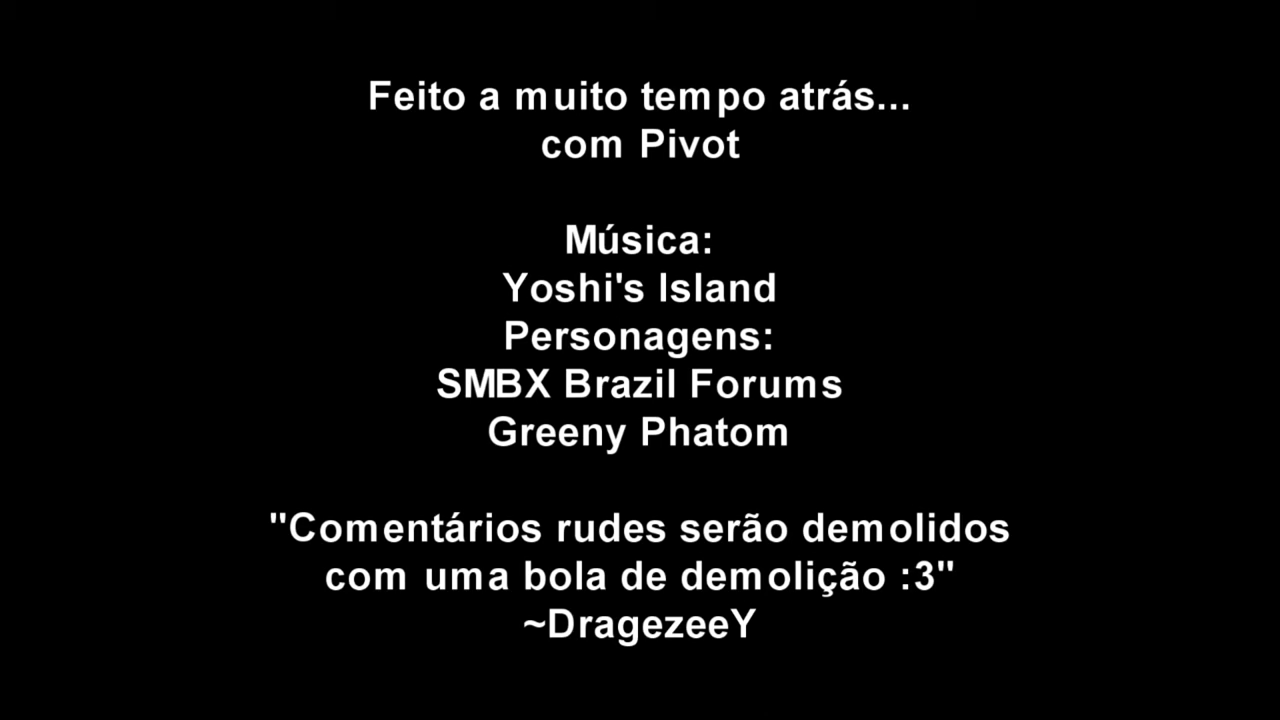 Feito a muito tempo atrás...
com Pivot
Música:
Yoshi's Island
Personagens:
SMBX Brazil Forums
Greeny Phatom
"Comentários rudes serão demolidos
com uma bola de demolição :3"
~DragezeeY